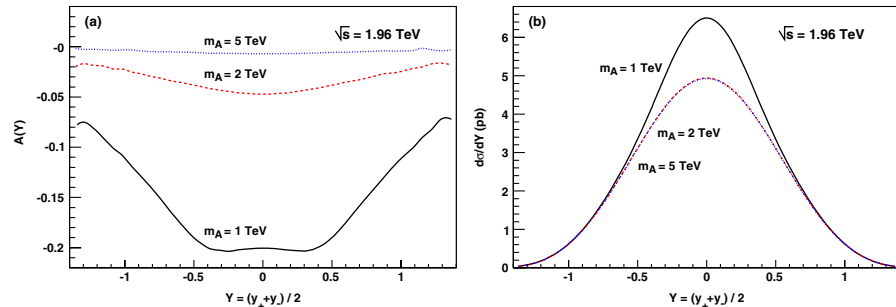 (a)
√s = 1.96 TeV
m_A = 5 TeV
m_A = 2 TeV
m_A = 1 TeV
A(Y)
-0
-0.05
-0.1
-0.15
-0.2
-1
-0.5
0
0.5
1
Y = (y_+ + y_-) / 2
(b)
√s = 1.96 TeV
m_A = 1 TeV
m_A = 2 TeV
m_A = 5 TeV
dσ/dY (pb)
7
6
5
4
3
2
1
0
-1
-0.5
0
0.5
1
Y = (y_+ + y_-) / 2